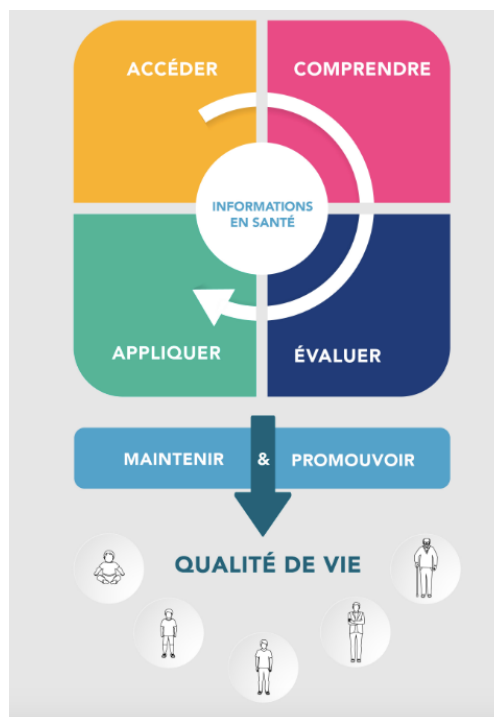 ACCÉDER
COMPRENDRE
INFORMATIONS
EN SANTÉ
APPLIQUER
ÉVALUER
MAINTENIR & PROMOUVOIR
QUALITÉ DE VIE